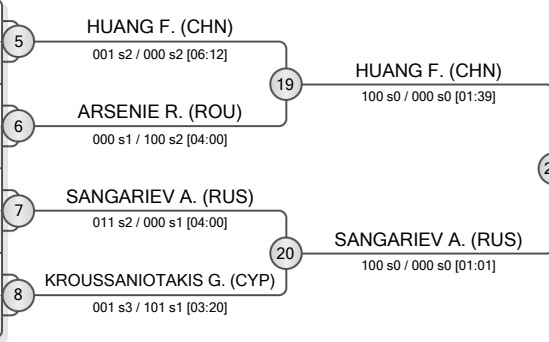 HUANG F. (CHN)
5
001 s2 / 000 s2 [06:12]
19
HUANG F. (CHN)
100 s0 / 000 s0 [01:39]
ARSENIE R. (ROU)
6
000 s1 / 100 s2 [04:00]
SANGARIEV A. (RUS)
7
011 s2 / 000 s1 [04:00]
20
SANGARIEV A. (RUS)
100 s0 / 000 s0 [01:01]
KROUSSANIOTAKIS G. (CYP)
8
001 s3 / 101 s1 [03:20]